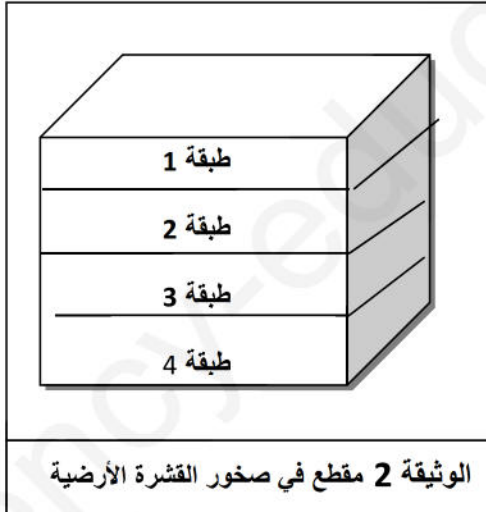 طبقة 1
طبقة 2
طبقة 3
طبقة 4
الوثيقة 2 مقطع في صخور القشرة الأرضية